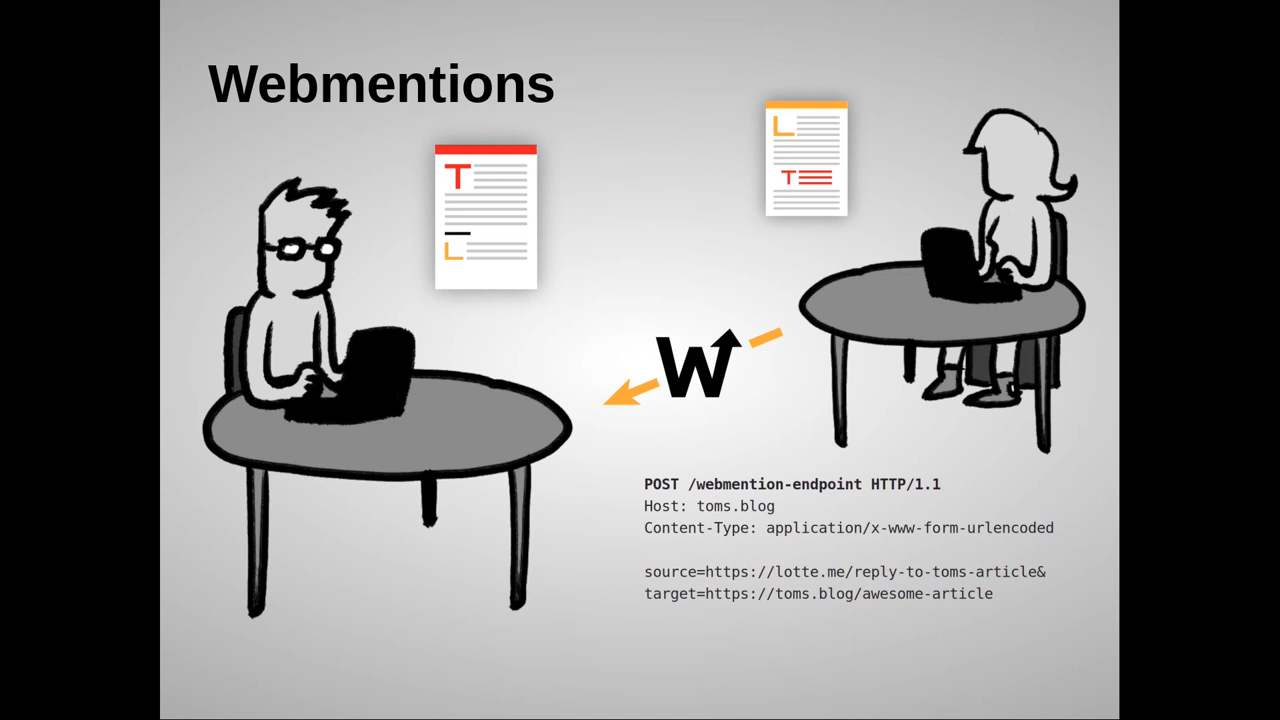 Webmentions
T
L
L
T
W
POST /webmention-endpoint HTTP/1.1
Host: toms.blog
Content-Type: application/x-www-form-urlencoded
source=https://lotte.me/reply-to-toms-article&
target=https://toms.blog/awesome-article